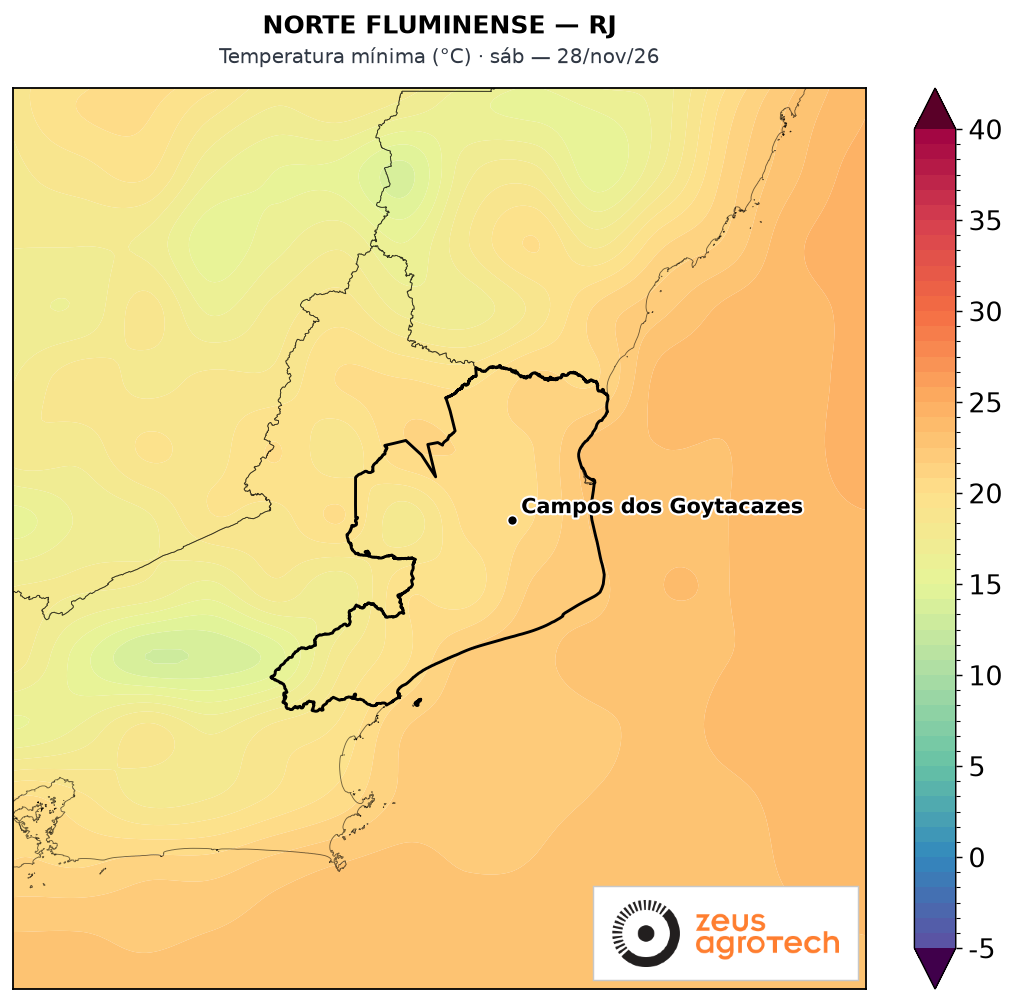 NORTE FLUMINENSE — RJ
Temperatura mínima (°C) · sáb — 28/nov/26
Campos dos Goytacazes
40
35
30
25
20
15
10
5
0
-5
zeus
agrotech